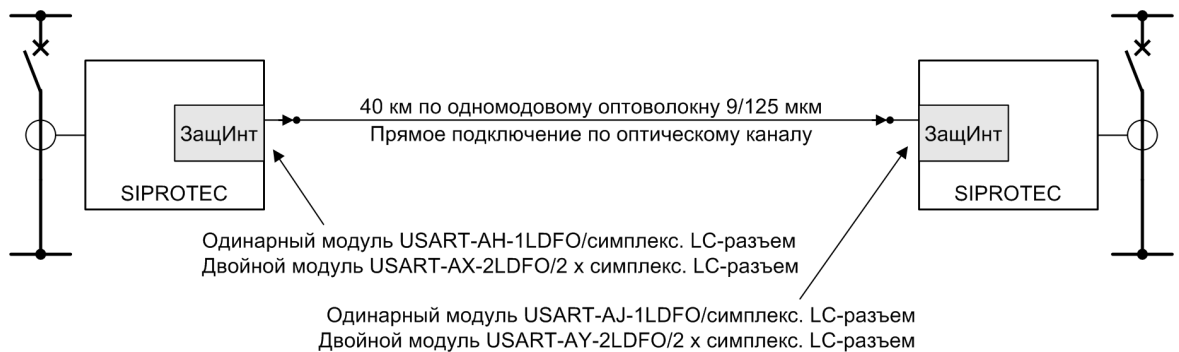 40 км по одномодовому оптоволокну 9/125 мкм
ЗащИнт
Прямое подключение по оптическому каналу
ЗащИнт
SIPROTEC
SIPROTEC
Одинарный модуль USART-AH-1LDFO/симплекс. LC-разъем
Двойной модуль USART-AX-2LDFO/2 x симплекс. LC-разъем
Одинарный модуль USART-AJ-1LDFO/симплекс. LC-разъем
Двойной модуль USART-AY-2LDFO/2 x симплекс. LC-разъем